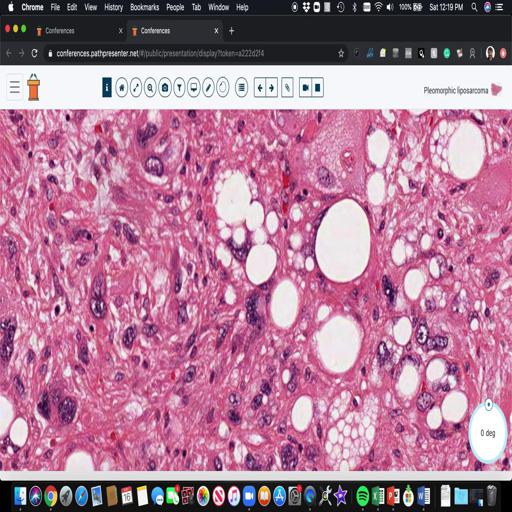 Chrome File Edit View History Bookmarks People Tab Window Help 100% Sat 12:19 PM
Conferences Conferences
conferences.pathpresenter.net/#/public/presentation/display?token=a222d2f4
Pleomorphic liposarcoma
0 deg